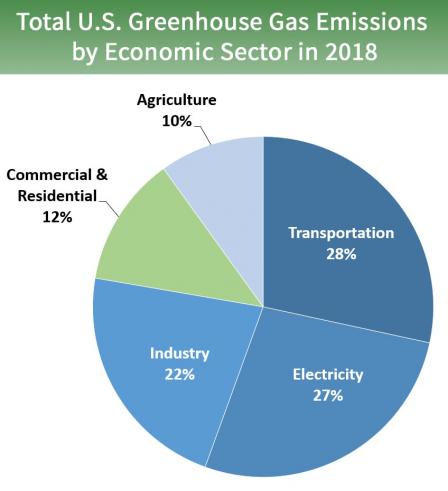 Total U.S. Greenhouse Gas Emissions
by Economic Sector in 2018
Agriculture
10%
Commercial &
Residential
12%
Transportation
28%
Industry
22%
Electricity
27%